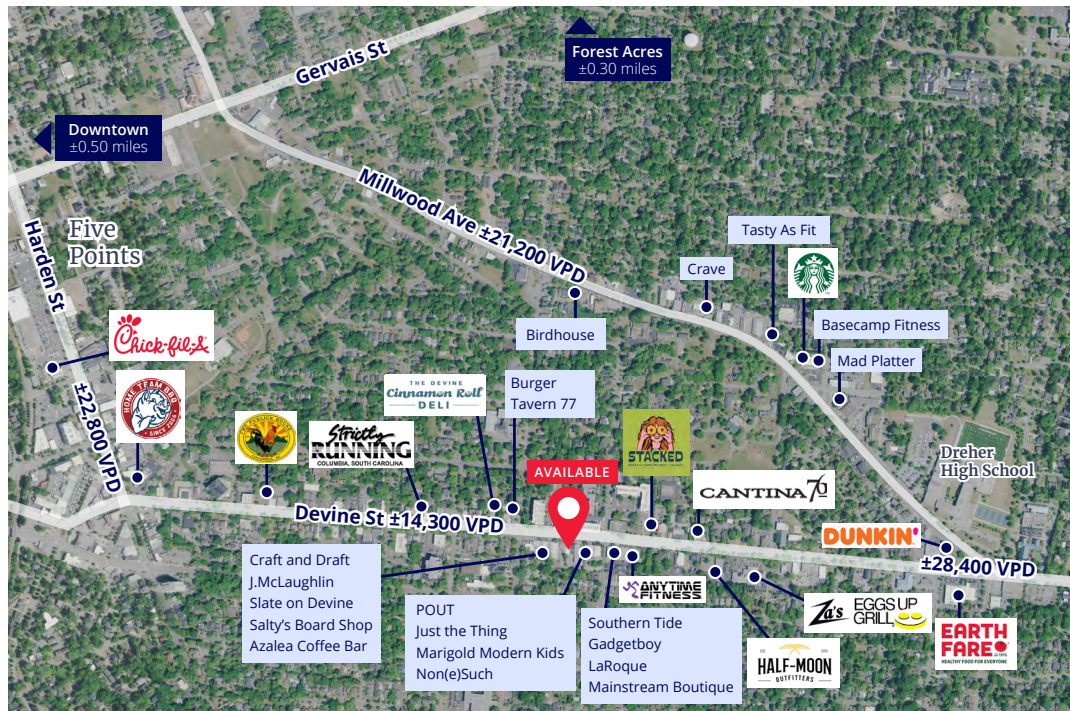 Gervais St
Forest Acres
±0.30 miles
Downtown
±0.50 miles
Millwood Ave ±21,200 VPD
Harden St
Five
Points
Tasty As Fit
Crave
Basecamp Fitness
Birdhouse
Mad Platter
Chick-fil-A
HOME TEAM BBQ
SINCE 2006
THE DEVINE
Cinnamon Roll
DELI
Burger
Tavern 77
±22,800 VPD
Strictly
RUNNING
COLUMBIA, SOUTH CAROLINA
STACKED
AVAILABLE
CANTINA 76
Dreher
High School
Devine St ±14,300 VPD
DUNKIN'
±28,400 VPD
Craft and Draft
J.McLaughlin
Slate on Devine
Salty's Board Shop
Azalea Coffee Bar
POUT
Just the Thing
Marigold Modern Kids
Non(e)Such
ANYTIME
FITNESS
Southern Tide
Gadgetboy
LaRoque
Mainstream Boutique
Za's
EGGS UP
GRILL
HALF-MOON
OUTFITTERS
EARTH
FARE
HEALTHY FOOD FOR EVERYONE